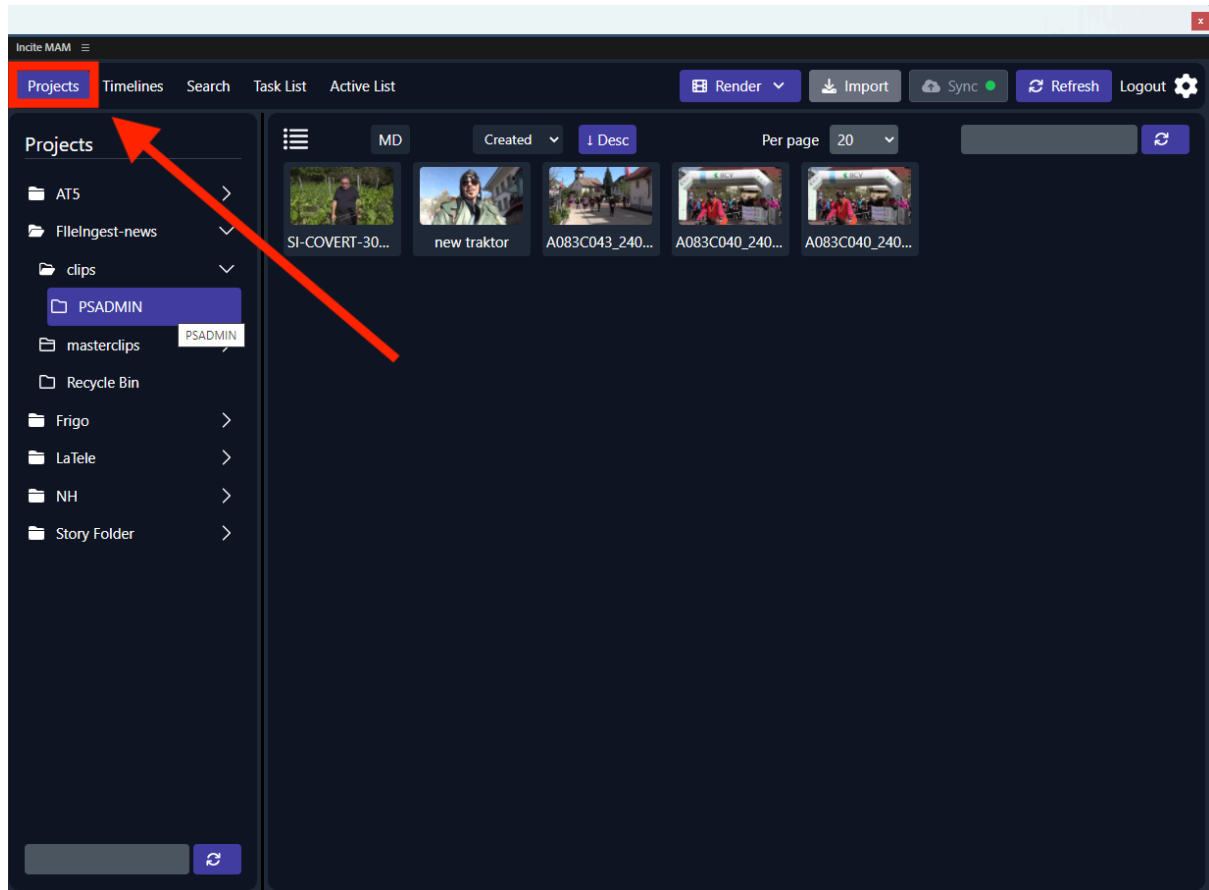 x
Incite MAM
Projects Timelines Search Task List Active List Render Import Sync Refresh Logout
Projects
MD Created ↓ Desc Per page 20
AT5
FIleIngest-news
clips
PSADMIN
PSADMIN
masterclips
Recycle Bin
Frigo
LaTele
NH
Story Folder
SI-COVERT-30... new traktor A083C043_240... A083C040_240... A083C040_240...
BCV
BCV